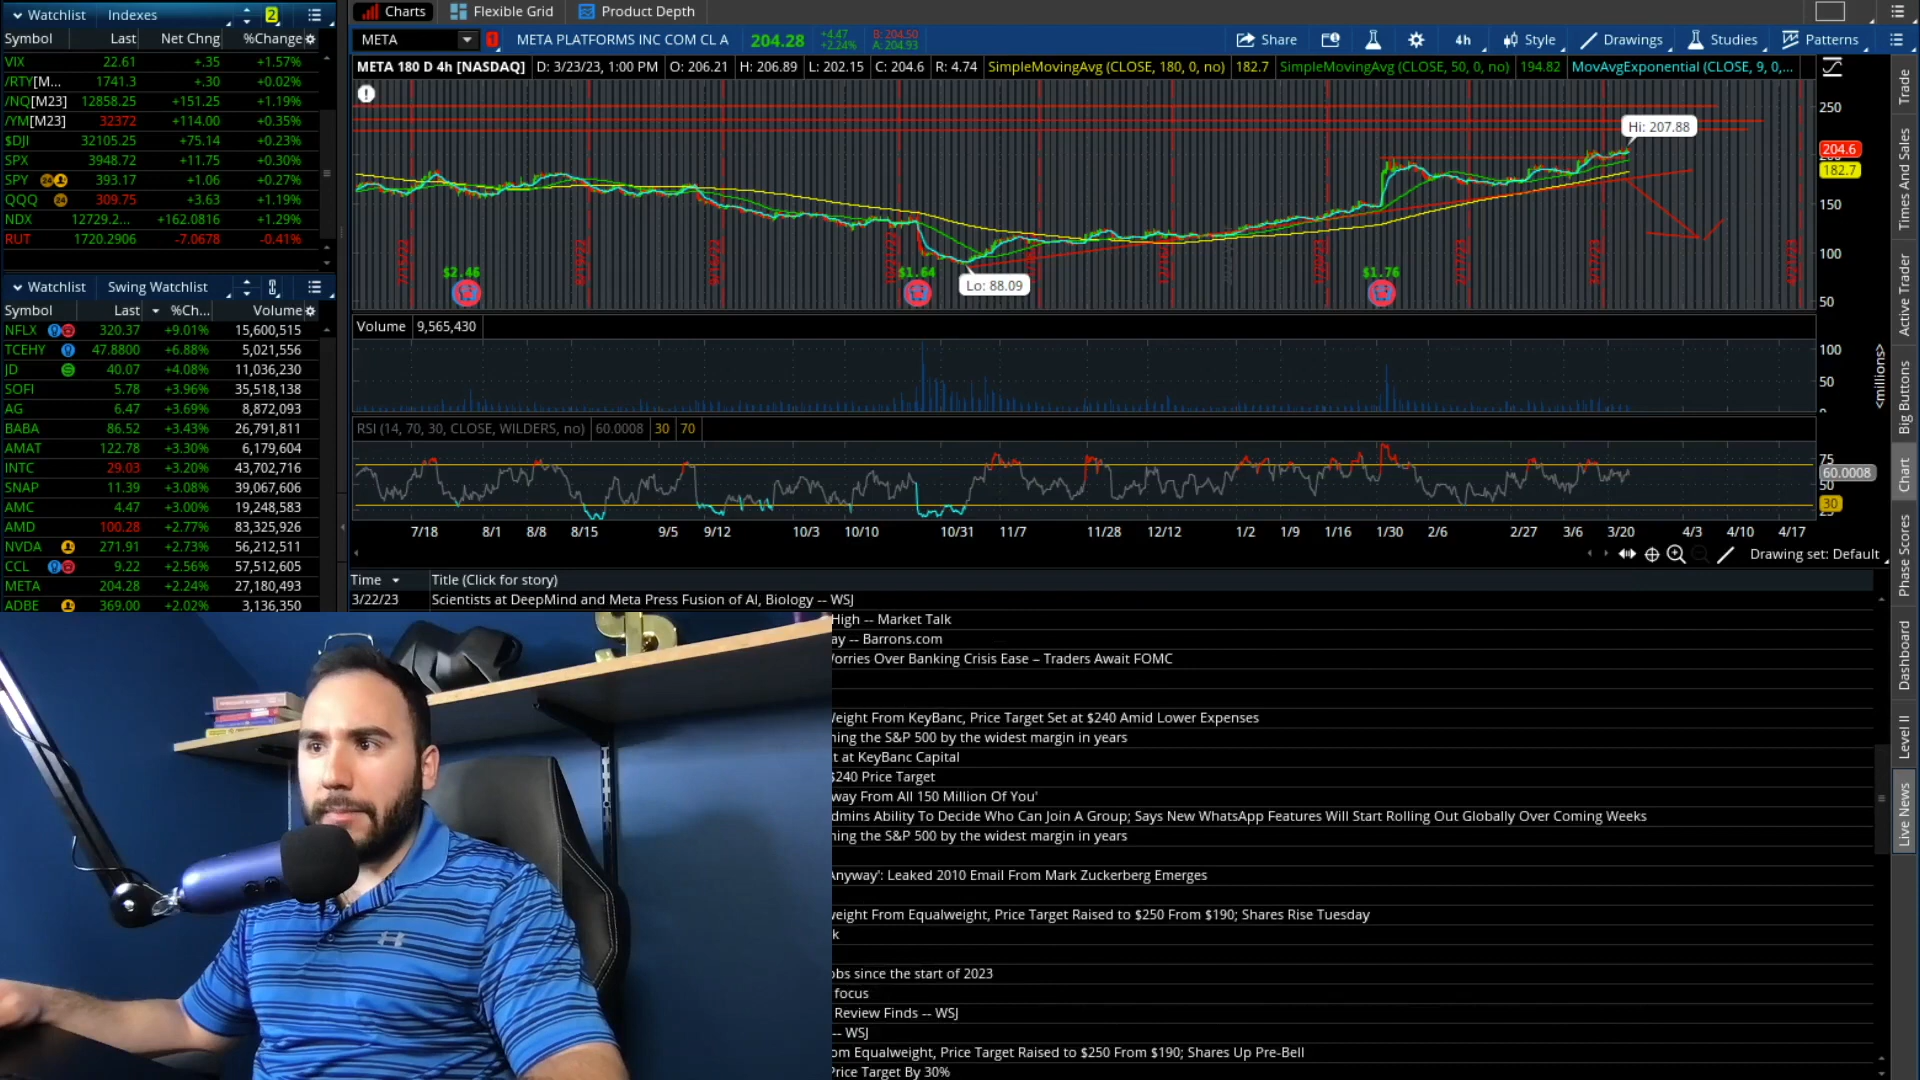 Watchlist Indexes 2
Symbol Last Net Chng %Change
VIX 22.61 +.35 +1.57%
/RTY[M... 1741.3 +.30 +0.02%
/NQ[M23] 12858.25 +151.25 +1.19%
/YM[M23] 32372 +114.00 +0.35%
$DJI 32105.25 +75.14 +0.23%
SPX 3948.72 +11.75 +0.30%
SPY 393.17 +1.06 +0.27%
QQQ 309.75 +3.63 +1.19%
NDX 12729.2... +162.0816 +1.29%
RUT 1720.2906 -7.0678 -0.41%
Watchlist Swing Watchlist
Symbol Last %Ch... Volume
NFLX 320.37 +9.01% 15,600,515
TCEHY 47.8800 +6.88% 5,021,556
JD 40.07 +4.08% 11,036,230
SOFI 5.78 +3.96% 35,518,138
AG 6.47 +3.69% 8,872,093
BABA 86.52 +3.43% 26,791,811
AMAT 122.78 +3.30% 6,179,604
INTC 29.03 +3.20% 43,702,716
SNAP 11.39 +3.08% 39,067,606
AMC 4.47 +3.00% 19,248,583
AMD 100.28 +2.77% 83,325,926
NVDA 271.91 +2.73% 56,212,511
CCL 9.22 +2.56% 57,512,605
META 204.28 +2.24% 27,180,493
ADBE 369.00 +2.02% 3,136,350
Charts Flexible Grid Product Depth
META 1 META PLATFORMS INC COM CL A 204.28 +4.47 +2.24% B: 204.50 A: 204.93 Share 4h Style Drawings Studies Patterns
META 180 D 4h [NASDAQ] D: 3/23/23, 1:00 PM O: 206.21 H: 206.89 L: 202.15 C: 204.6 R: 4.74 SimpleMovingAvg (CLOSE, 180, 0, no) 182.7 SimpleMovingAvg (CLOSE, 50, 0, no) 194.82 MovAvgExponential (CLOSE, 9, 0,...
250
Hi: 207.88
204.6
182.7
150
100
50
$2.46 $1.64 $1.76
Lo: 88.09
Volume 9,565,430
100
50
<millions>
RSI (14, 70, 30, CLOSE, WILDERS, no) 60.0008 30 70
75
60.0008
50
30
7/18 8/1 8/8 8/15 9/5 9/12 10/3 10/10 10/31 11/7 11/28 12/12 1/2 1/9 1/16 1/30 2/6 2/27 3/6 3/20 4/3 4/10 4/17
Drawing set: Default
Time Title (Click for story)
3/22/23 Scientists at DeepMind and Meta Press Fusion of AI, Biology -- WSJ
High -- Market Talk
ay -- Barrons.com
orries Over Banking Crisis Ease – Traders Await FOMC
eight From KeyBanc, Price Target Set at $240 Amid Lower Expenses
ning the S&P 500 by the widest margin in years
t at KeyBanc Capital
$240 Price Target
way From All 150 Million Of You'
dmins Ability To Decide Who Can Join A Group; Says New WhatsApp Features Will Start Rolling Out Globally Over Coming Weeks
ning the S&P 500 by the widest margin in years
Anyway': Leaked 2010 Email From Mark Zuckerberg Emerges
eight From Equalweight, Price Target Raised to $250 From $190; Shares Rise Tuesday
k
obs since the start of 2023
focus
Review Finds -- WSJ
-- WSJ
om Equalweight, Price Target Raised to $250 From $190; Shares Up Pre-Bell
Price Target By 30%
Trade
Times And Sales
Active Trader
Big Buttons
Chart
Phase Scores
Dashboard
Level II
Live News